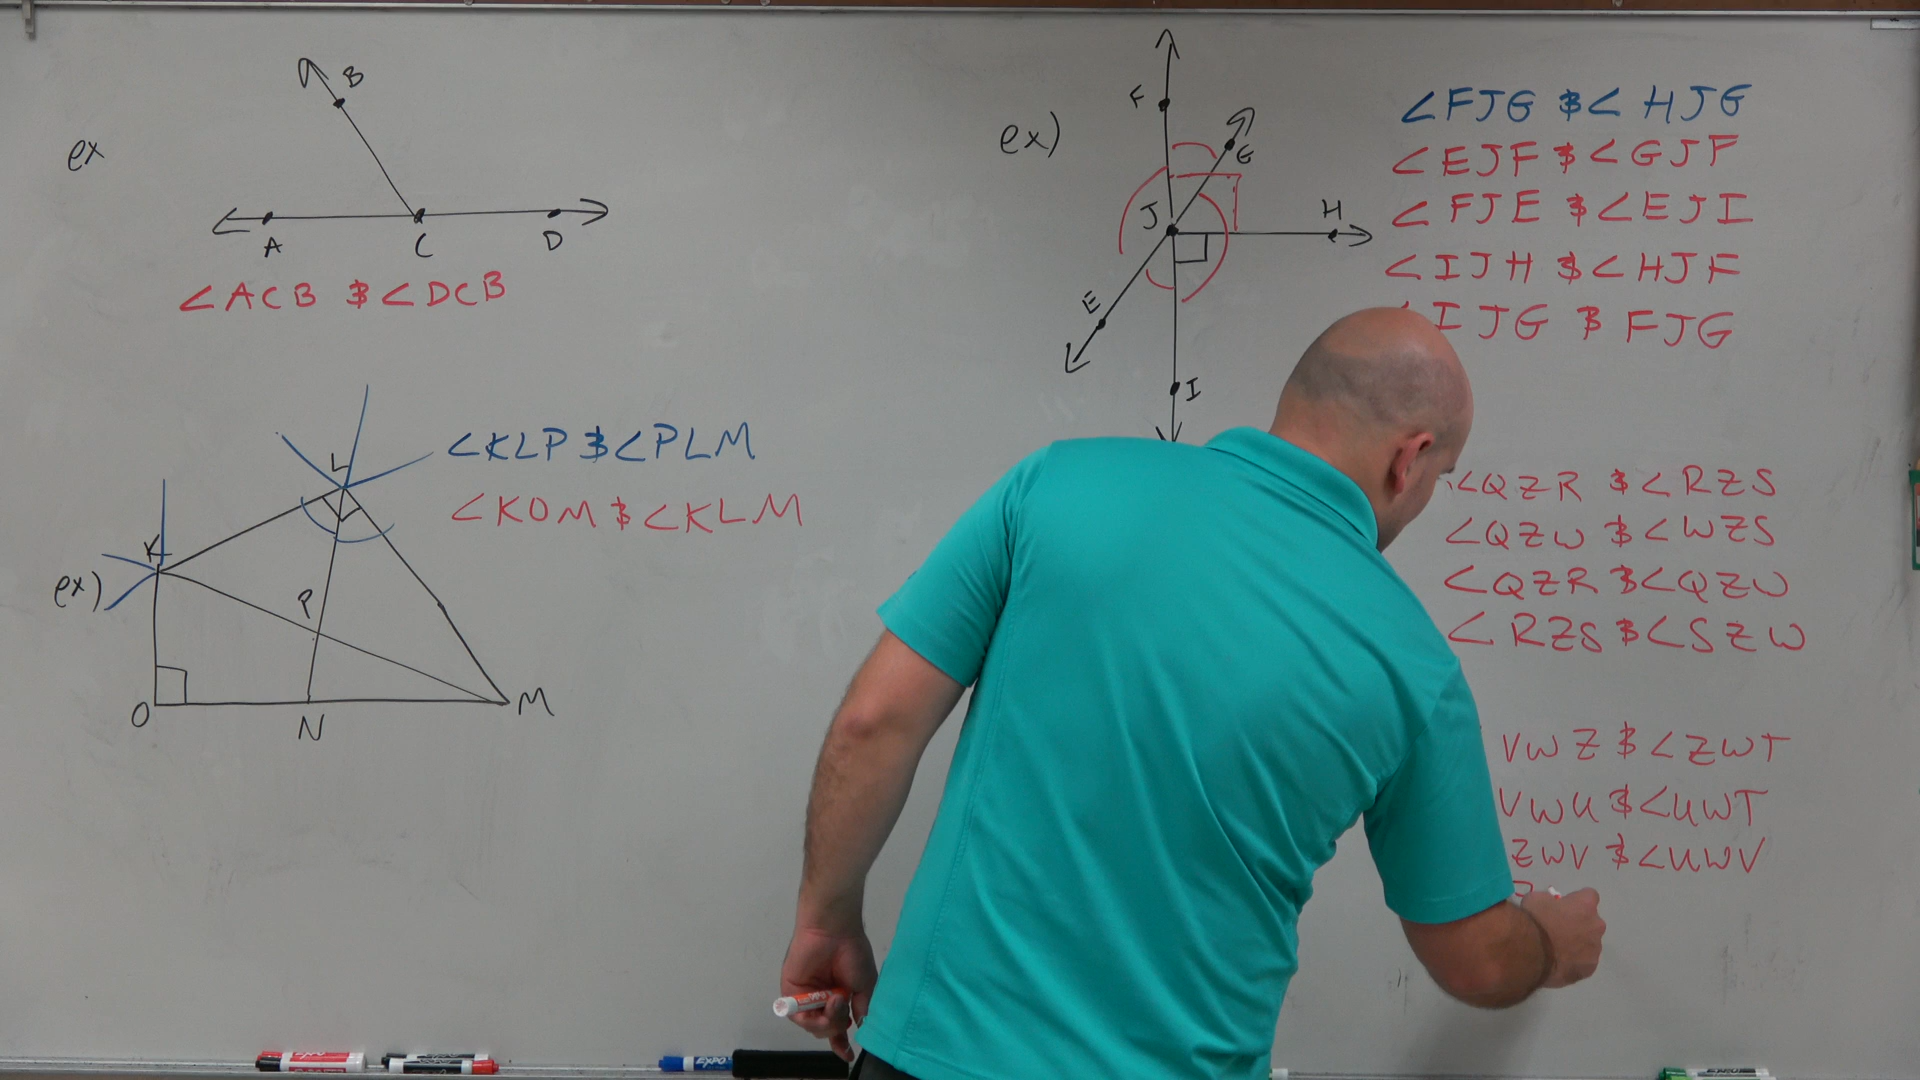 ex
B
A C D
∠ACB & ∠DCB
L
K
ex)
P
O N M
∠KLP & ∠PLM
∠KOM & ∠KLM
ex)
F
G
J H
E
I
∠FJG & ∠HJG
∠EJF & ∠GJF
∠FJE & ∠EJI
∠IJH & ∠HJF
∠IJG & FJG
∠QZR & ∠RZS
∠QZW & ∠WZS
∠QZR & ∠QZW
∠RZS & ∠SZW
VWZ & ∠ZWT
VWU & ∠UWT
ZWV & ∠UWV
EXPO